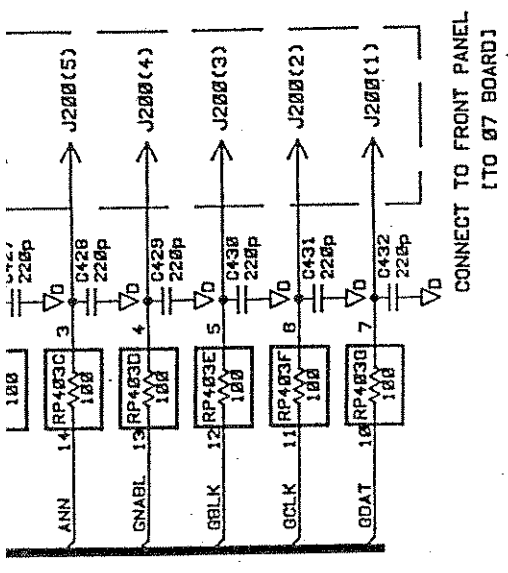 100
C427
220p
ANN
14
RP403C
100
3
C428
220p
D
J200(5)
GNABL
13
RP403D
100
4
C429
220p
D
J200(4)
GBLK
12
RP403E
100
5
C430
220p
D
J200(3)
GCLK
11
RP403F
100
6
C431
220p
D
J200(2)
GDAT
10
RP403G
100
7
C432
220p
D
J200(1)
D
CONNECT TO FRONT PANEL
[TO 07 BOARD]